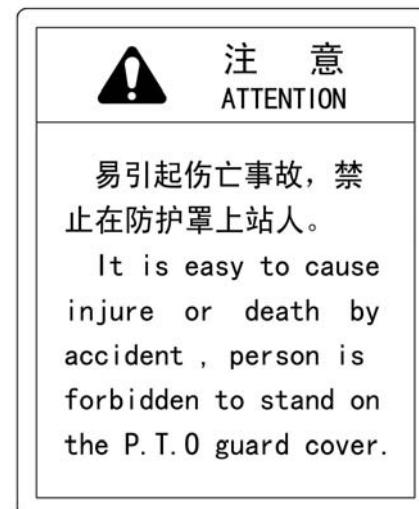 注 意
ATTENTION
易引起伤亡事故，禁
止在防护罩上站人。
It is easy to cause
injure or death by
accident , person is
forbidden to stand on
the P.T.O guard cover.